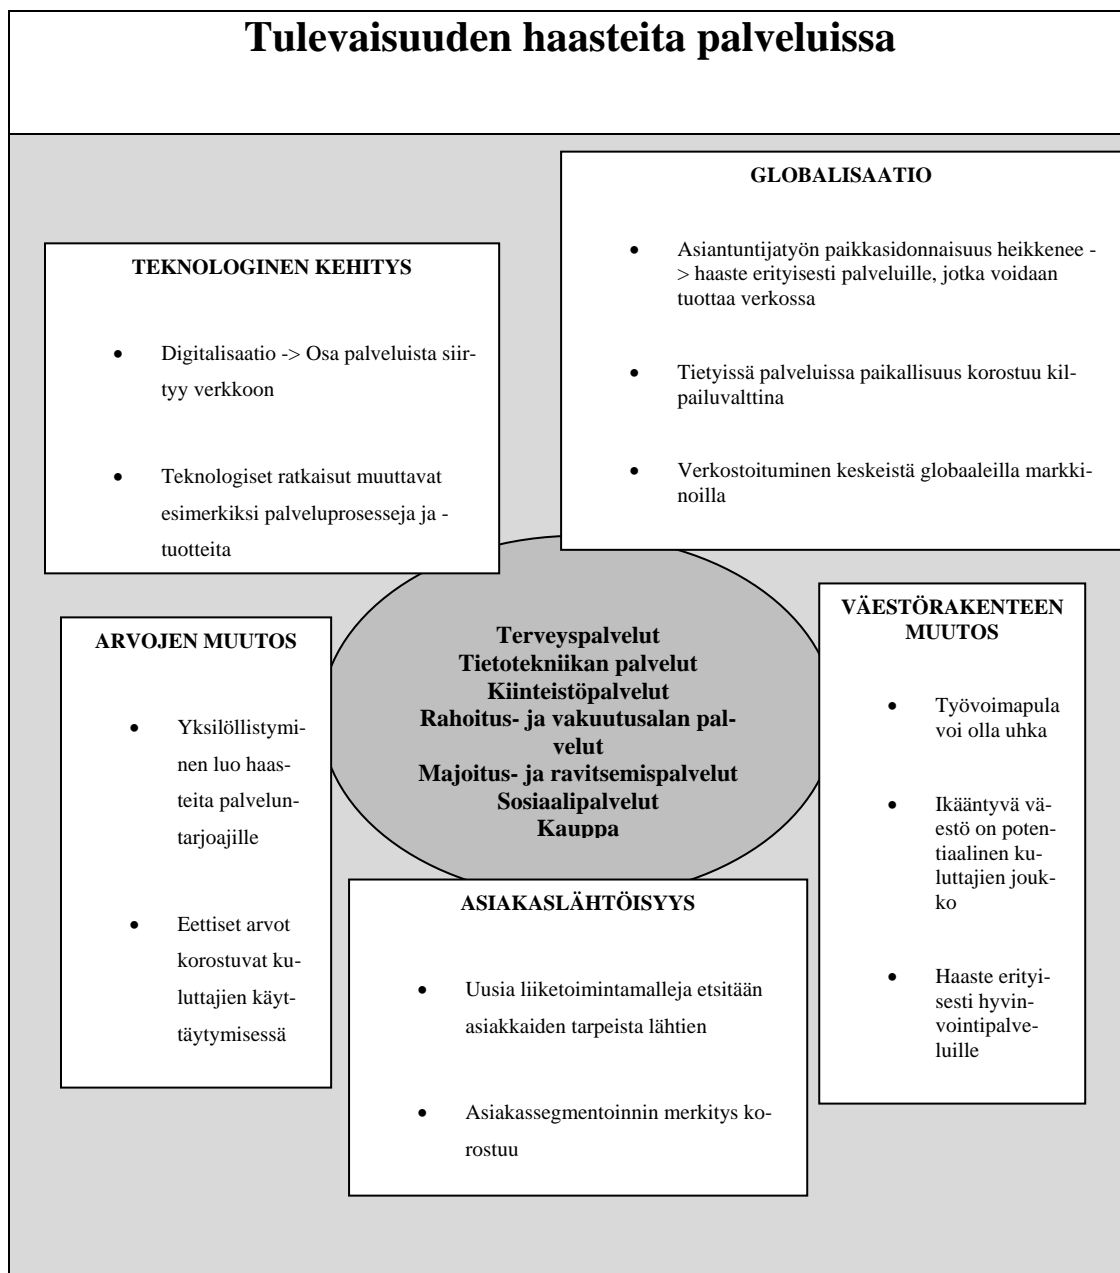 Tulevaisuuden haasteita palveluissa
GLOBALISAATIO
• Asiantuntijatyön paikkasidonnaisuus heikkenee -
> haaste erityisesti palveluille, jotka voidaan
tuottaa verkossa
• Tietyissä palveluissa paikallisuus korostuu kil-
pailuvalttina
• Verkostoituminen keskeistä globaaleilla markki-
noilla
TEKNOLOGINEN KEHITYS
• Digitalisaatio -> Osa palveluista siir-
tyy verkkoon
• Teknologiset ratkaisut muuttavat
esimerkiksi palveluprosesseja ja -
tuotteita
ARVOJEN MUUTOS
• Yksilöllistymi-
nen luo haas-
teita palvelun-
tarjoajille
• Eettiset arvot
korostuvat ku-
luttajien käyt-
täytymisessä
Terveyspalvelut
Tietotekniikan palvelut
Kiinteistöpalvelut
Rahoitus- ja vakuutusalan pal-
velut
Majoitus- ja ravitsemispalvelut
Sosiaalipalvelut
Kauppa
VÄESTÖRAKENTEEN
MUUTOS
• Työvoimapula
voi olla uhka
• Ikääntyvä vä-
estö on poten-
tiaalinen ku-
luttajien jouk-
ko
• Haaste erityi-
sesti hyvin-
vointipalve-
luille
ASIAKASLÄHTÖISYYS
• Uusia liiketoimintamalleja etsitään
asiakkaiden tarpeista lähtien
• Asiakassegmentoinnin merkitys ko-
rostuu